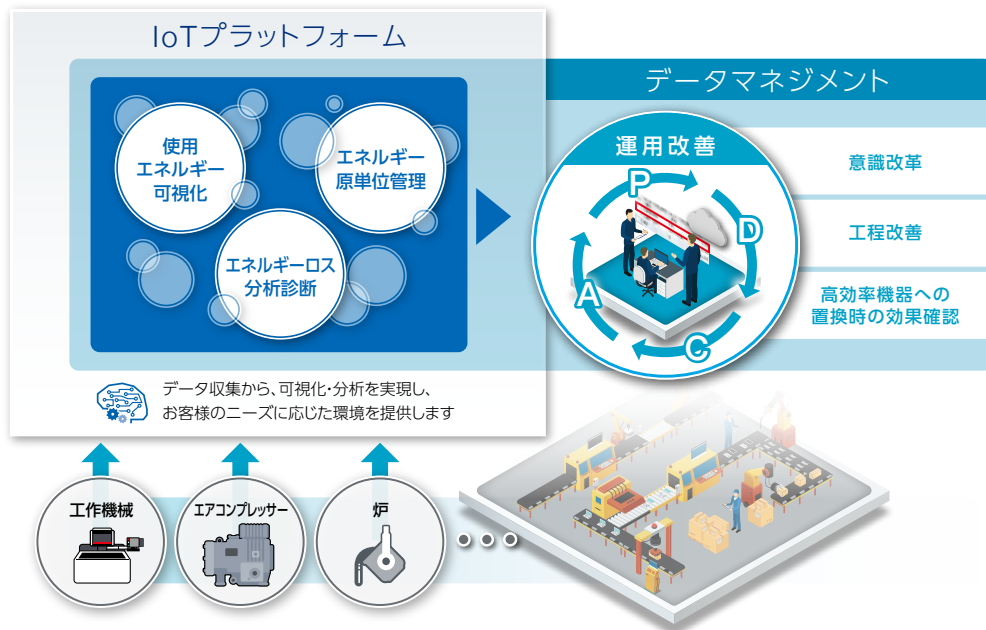 IoTプラットフォーム
使用
エネルギー
可視化
エネルギー
原単位管理
エネルギーロス
分析診断
データ収集から、可視化・分析を実現し、
お客様のニーズに応じた環境を提供します
データマネジメント
運用改善
P
D
C
A
意識改革
工程改善
高効率機器への
置換時の効果確認
工作機械
エアコンプレッサー
炉